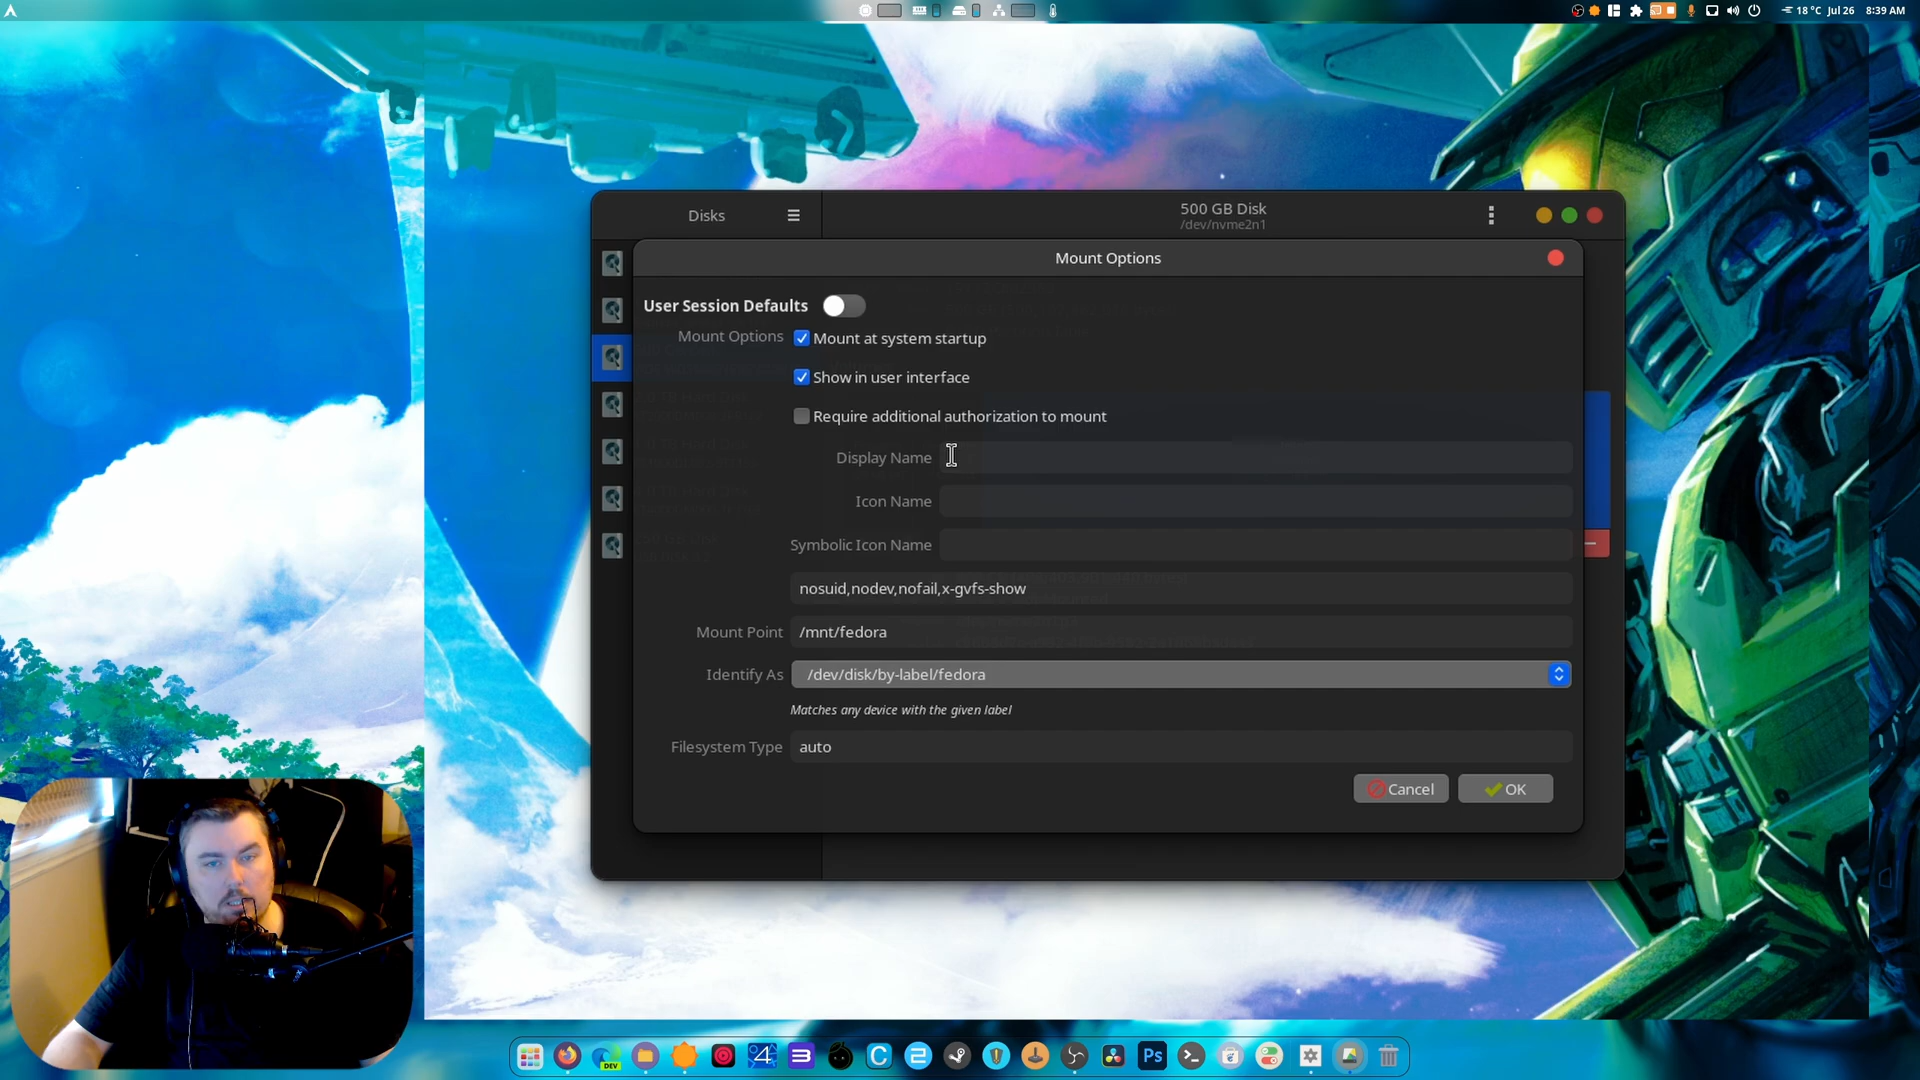 18 °C Jul 26 8:39 AM
Disks
500 GB Disk
/dev/nvme2n1
Mount Options
User Session Defaults
Mount Options
Mount at system startup
Show in user interface
Require additional authorization to mount
Display Name
Icon Name
Symbolic Icon Name
nosuid,nodev,nofail,x-gvfs-show
Mount Point /mnt/fedora
Identify As /dev/disk/by-label/fedora
Matches any device with the given label
Filesystem Type auto
Cancel OK
DEV
Ps